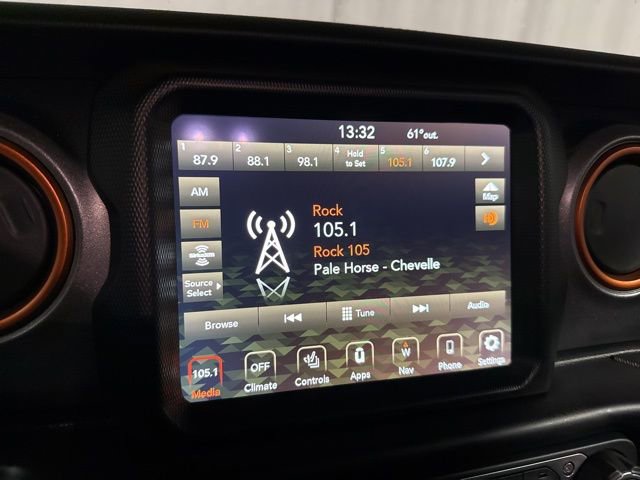 13:32 61°out
1 87.9 2 88.1 3 98.1 4 Hold to Set 5 105.1 6 107.9
AM
FM
SiriusXM
Source
Select
Map
Rock
105.1
Rock 105
Pale Horse - Chevelle
Browse Tune Audio
105.1 OFF W
Media Climate Controls Apps Nav Phone Settings